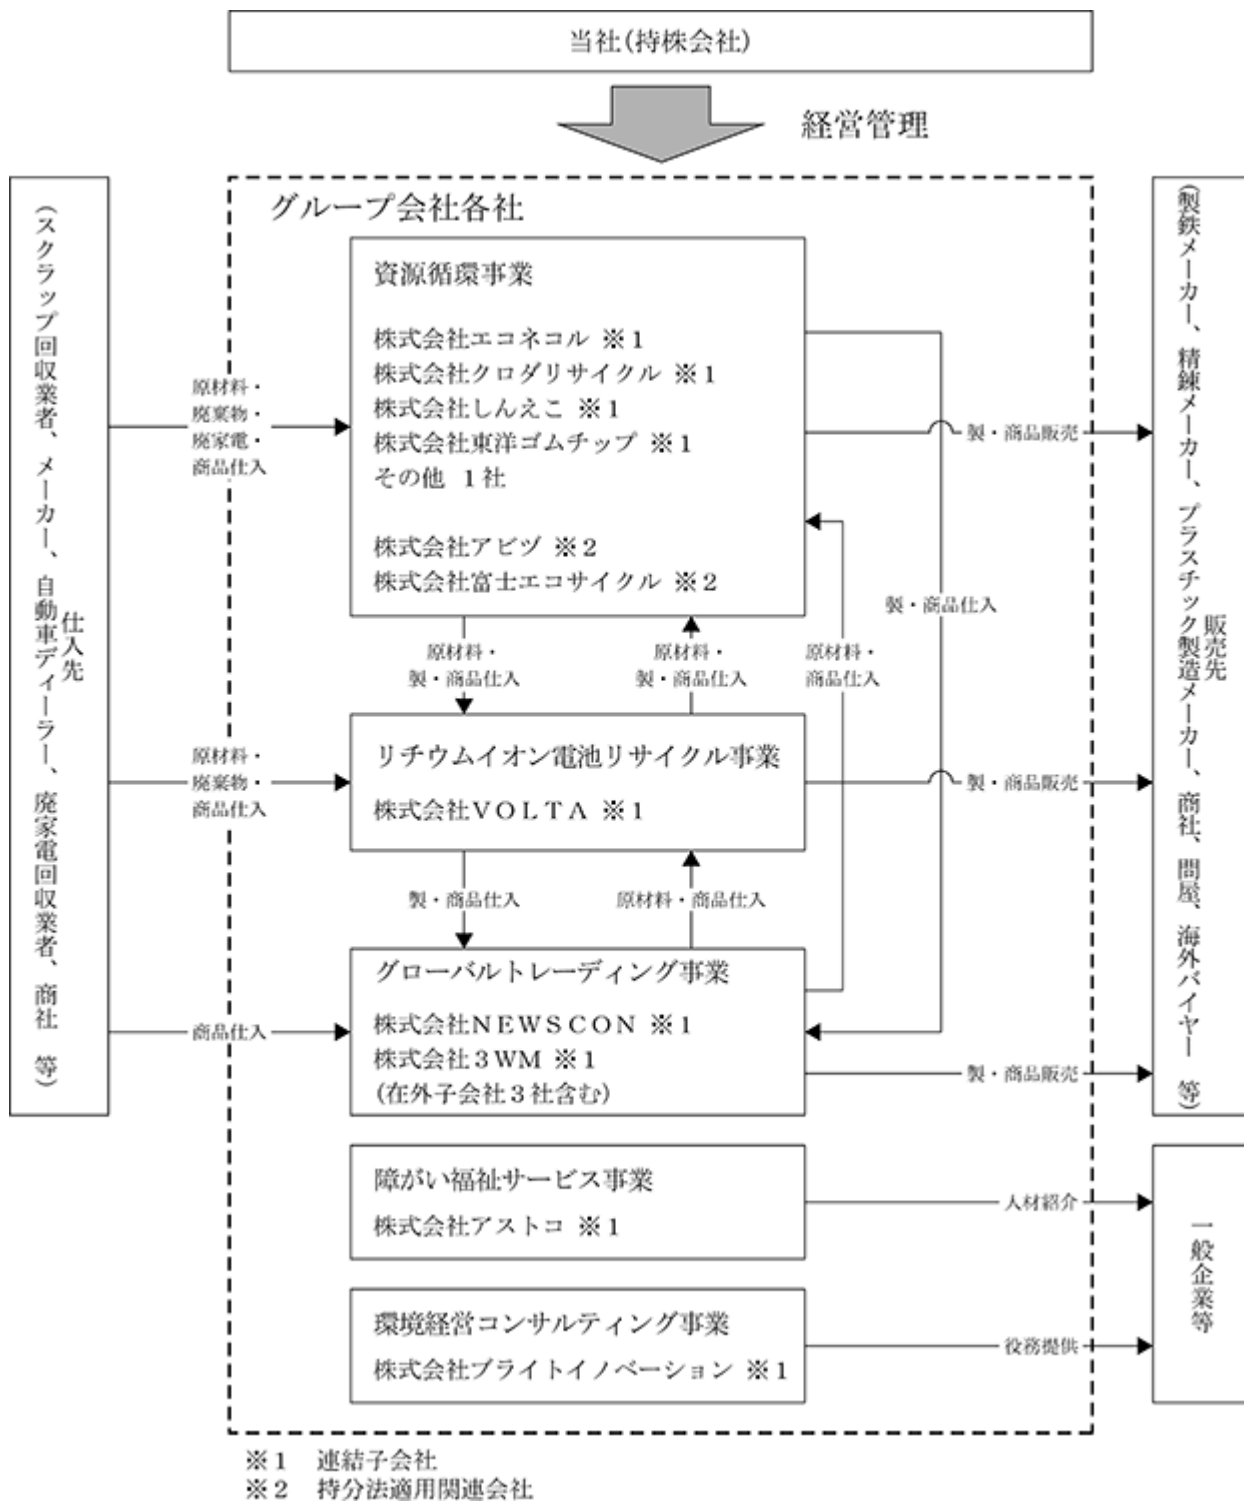 当社(持株会社)
経営管理
グループ会社各社
仕入先
(スクラップ回収業者、メーカー、自動車ディーラー、廃家電回収業者、商社 等)
原材料・
廃棄物・
廃家電・
商品仕入
資源循環事業
株式会社エコネコル ※1
株式会社クロダリサイクル ※1
株式会社しんえこ ※1
株式会社東洋ゴムチップ ※1
その他 1社
株式会社アビヅ ※2
株式会社富士エコサイクル ※2
製・商品販売
販売先
(製鉄メーカー、精錬メーカー、プラスチック製造メーカー、商社、問屋、海外バイヤー 等)
製・商品仕入
原材料・
製・商品仕入
原材料・
製・商品仕入
原材料・
商品仕入
原材料・
廃棄物・
商品仕入
リチウムイオン電池リサイクル事業
株式会社VOLTA ※1
製・商品販売
製・商品仕入
原材料・商品仕入
商品仕入
グローバルトレーディング事業
株式会社NEWSCON ※1
株式会社3WM ※1
(在外子会社3社含む)
製・商品販売
障がい福祉サービス事業
株式会社アストコ ※1
人材紹介
一般企業等
環境経営コンサルティング事業
株式会社ブライトイノベーション ※1
役務提供
※1 連結子会社
※2 持分法適用関連会社